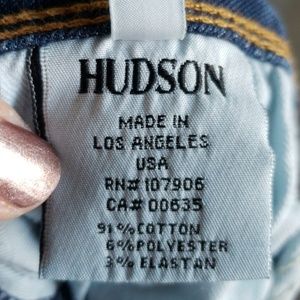 HUDSON
MADE IN
LOS ANGELES
USA
RN# 107906
CA# 00635
91%COTTON
6%POLYESTER
3%ELASTAN